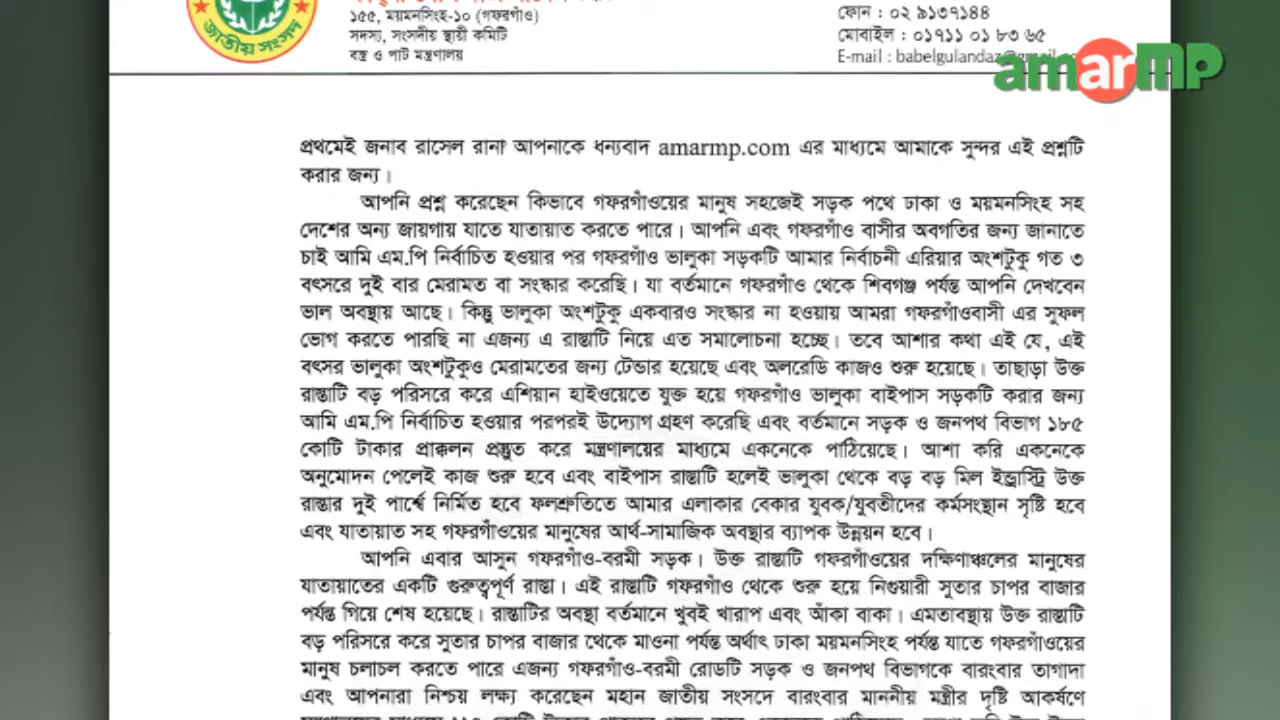 জাতীয় সংসদ
১৫৫, ময়মনসিংহ-১০ (গফরগাঁও)
সদস্য, সংসদীয় স্থায়ী কমিটি
বস্ত্র ও পাট মন্ত্রণালয়
ফোন : ০২ ৯১৩৭১৪৪
মোবাইল : ০১৭১১ ০১ ৮৩ ৬৫
E-mail : babelgulandaz@gmail
amarMP
প্রথমেই জনাব রাসেল রানা আপনাকে ধন্যবাদ amarmp.com এর মাধ্যমে আমাকে সুন্দর এই প্রশ্নটি
করার জন্য।
আপনি প্রশ্ন করেছেন কিভাবে গফরগাঁওয়ের মানুষ সহজেই সড়ক পথে ঢাকা ও ময়মনসিংহ সহ
দেশের অন্য জায়গায় যাতে যাতায়াত করতে পারে। আপনি এবং গফরগাঁও বাসীর অবগতির জন্য জানাতে
চাই আমি এম.পি নির্বাচিত হওয়ার পর গফরগাঁও ভালুকা সড়কটি আমার নির্বাচনী এরিয়ার অংশটুকু গত ৩
বৎসরে দুই বার মেরামত বা সংস্কার করেছি। যা বর্তমানে গফরগাঁও থেকে শিবগঞ্জ পর্যন্ত আপনি দেখবেন
ভাল অবস্থায় আছে। কিন্তু ভালুকা অংশটুকু একবারও সংস্কার না হওয়ায় আমরা গফরগাঁওবাসী এর সুফল
ভোগ করতে পারছি না এজন্য এ রাস্তাটি নিয়ে এত সমালোচনা হচ্ছে। তবে আশার কথা এই যে, এই
বৎসর ভালুকা অংশটুকুও মেরামতের জন্য টেন্ডার হয়েছে এবং অলরেডি কাজও শুরু হয়েছে। তাছাড়া উক্ত
রাস্তাটি বড় পরিসরে করে এশিয়ান হাইওয়েতে যুক্ত হয়ে গফরগাঁও ভালুকা বাইপাস সড়কটি করার জন্য
আমি এম.পি নির্বাচিত হওয়ার পরপরই উদ্যোগ গ্রহণ করেছি এবং বর্তমানে সড়ক ও জনপথ বিভাগ ১৮৫
কোটি টাকার প্রাক্কলন প্রস্তুত করে মন্ত্রণালয়ের মাধ্যমে একনেকে পাঠিয়েছে। আশা করি একনেকে
অনুমোদন পেলেই কাজ শুরু হবে এবং বাইপাস রাস্তাটি হলেই ভালুকা থেকে বড় বড় মিল ইন্ড্রাস্ট্রি উক্ত
রাস্তার দুই পার্শ্বে নির্মিত হবে ফলশ্রুতিতে আমার এলাকার বেকার যুবক/যুবতীদের কর্মসংস্থান সৃষ্টি হবে
এবং যাতায়াত সহ গফরগাঁওয়ের মানুষের আর্থ-সামাজিক অবস্থার ব্যাপক উন্নয়ন হবে।
আপনি এবার আসুন গফরগাঁও-বরমী সড়ক। উক্ত রাস্তাটি গফরগাঁওয়ের দক্ষিণাঞ্চলের মানুষের
যাতায়াতের একটি গুরুত্বপূর্ণ রাস্তা। এই রাস্তাটি গফরগাঁও থেকে শুরু হয়ে নিগুয়ারী সুতার চাপর বাজার
পর্যন্ত গিয়ে শেষ হয়েছে। রাস্তাটির অবস্থা বর্তমানে খুবই খারাপ এবং আঁকা বাকা। এমতাবস্থায় উক্ত রাস্তাটি
বড় পরিসরে করে সুতার চাপর বাজার থেকে মাওনা পর্যন্ত অর্থাৎ ঢাকা ময়মনসিংহ পর্যন্ত যাতে গফরগাঁওয়ের
মানুষ চলাচল করতে পারে এজন্য গফরগাঁও-বরমী রোডটি সড়ক ও জনপথ বিভাগকে বারংবার তাগাদা
এবং আপনারা নিশ্চয় লক্ষ্য করেছেন মহান জাতীয় সংসদে বারংবার মাননীয় মন্ত্রীর দৃষ্টি আকর্ষণে